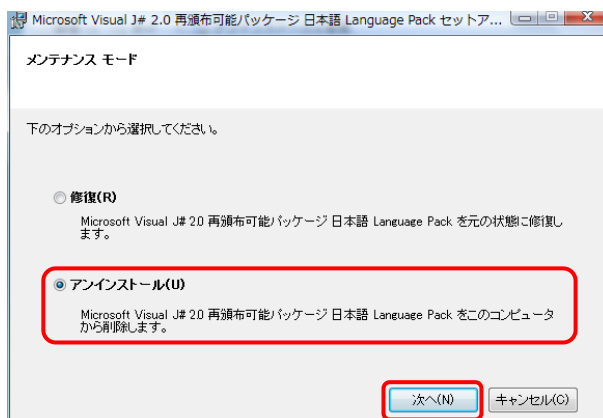 Microsoft Visual J# 2.0 再頒布可能パッケージ 日本語 Language Pack セットア...
メンテナンス モード
下のオプションから選択してください。
修復(R)
Microsoft Visual J# 2.0 再頒布可能パッケージ 日本語 Language Pack を元の状態に修復し
ます。
アンインストール(U)
Microsoft Visual J# 2.0 再頒布可能パッケージ 日本語 Language Pack をこのコンピュータ
から削除します。
次へ(N)
キャンセル(C)